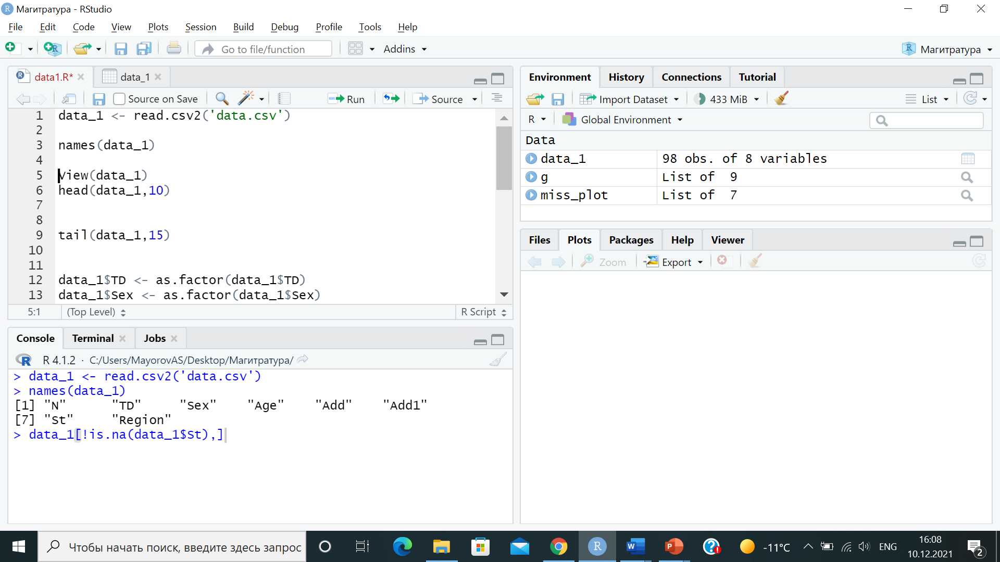 Магитратура - RStudio
File Edit Code View Plots Session Build Debug Profile Tools Help
Go to file/function Addins Магитратура
data1.R* data_1
Source on Save Run Source
1 data_1 <- read.csv2('data.csv')
2
3 names(data_1)
4
5 View(data_1)
6 head(data_1,10)
7
8
9 tail(data_1,15)
10
11
12 data_1$TD <- as.factor(data_1$TD)
13 data_1$Sex <- as.factor(data_1$Sex)
5:1 (Top Level) R Script
Console Terminal Jobs
R 4.1.2 · C:/Users/MayorovAS/Desktop/Магитратура/
> data_1 <- read.csv2('data.csv')
> names(data_1)
[1] "N" "TD" "Sex" "Age" "Add" "Add1"
[7] "St" "Region"
> data_1[!is.na(data_1$St),]
Environment History Connections Tutorial
Import Dataset 433 MiB List
R Global Environment
Data
data_1 98 obs. of 8 variables
g List of 9
miss_plot List of 7
Files Plots Packages Help Viewer
Zoom Export
Чтобы начать поиск, введите здесь запрос
-11°C ENG 16:08
10.12.2021 2